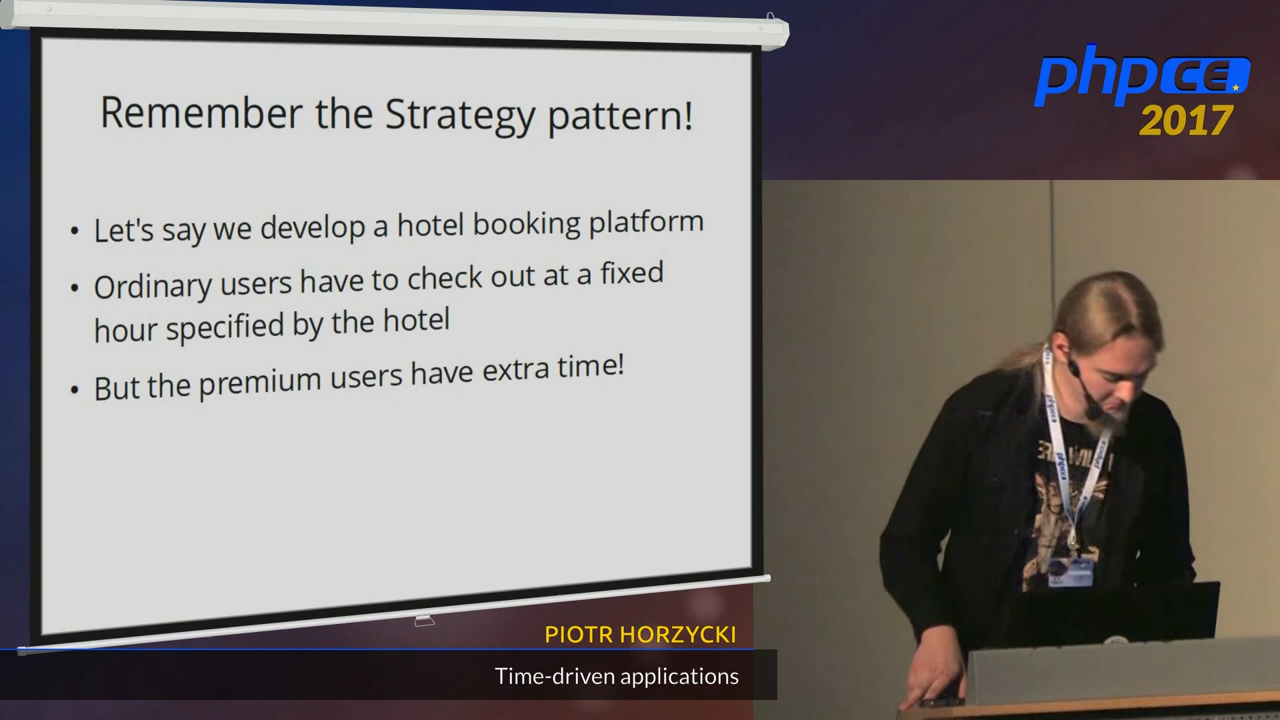 Remember the Strategy pattern!
• Let's say we develop a hotel booking platform
• Ordinary users have to check out at a fixed
hour specified by the hotel
• But the premium users have extra time!
phpCE
2017
PIOTR HORZYCKI
Time-driven applications